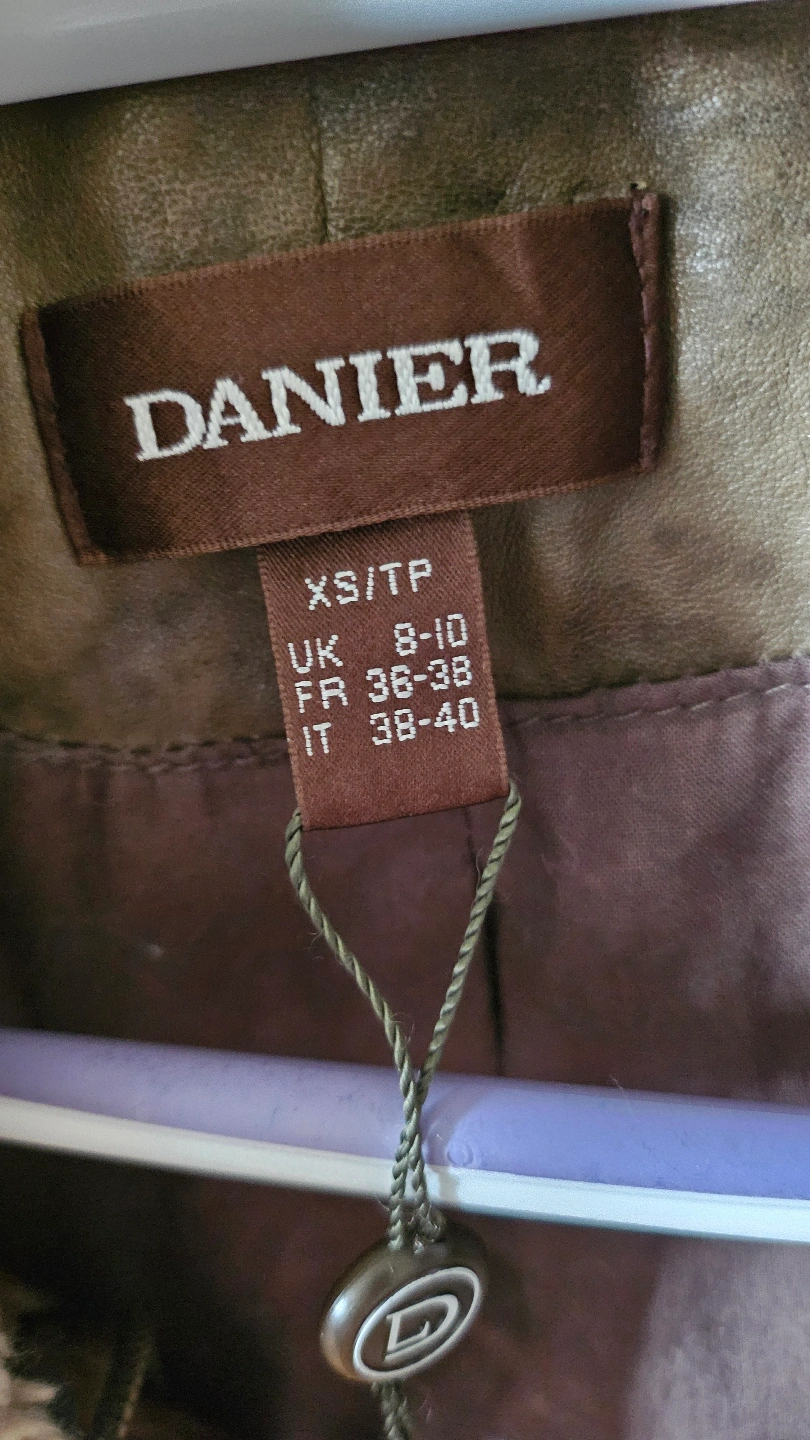 DANIER
XS/TP
UK 8-10
FR 36-38
IT 38-40
D